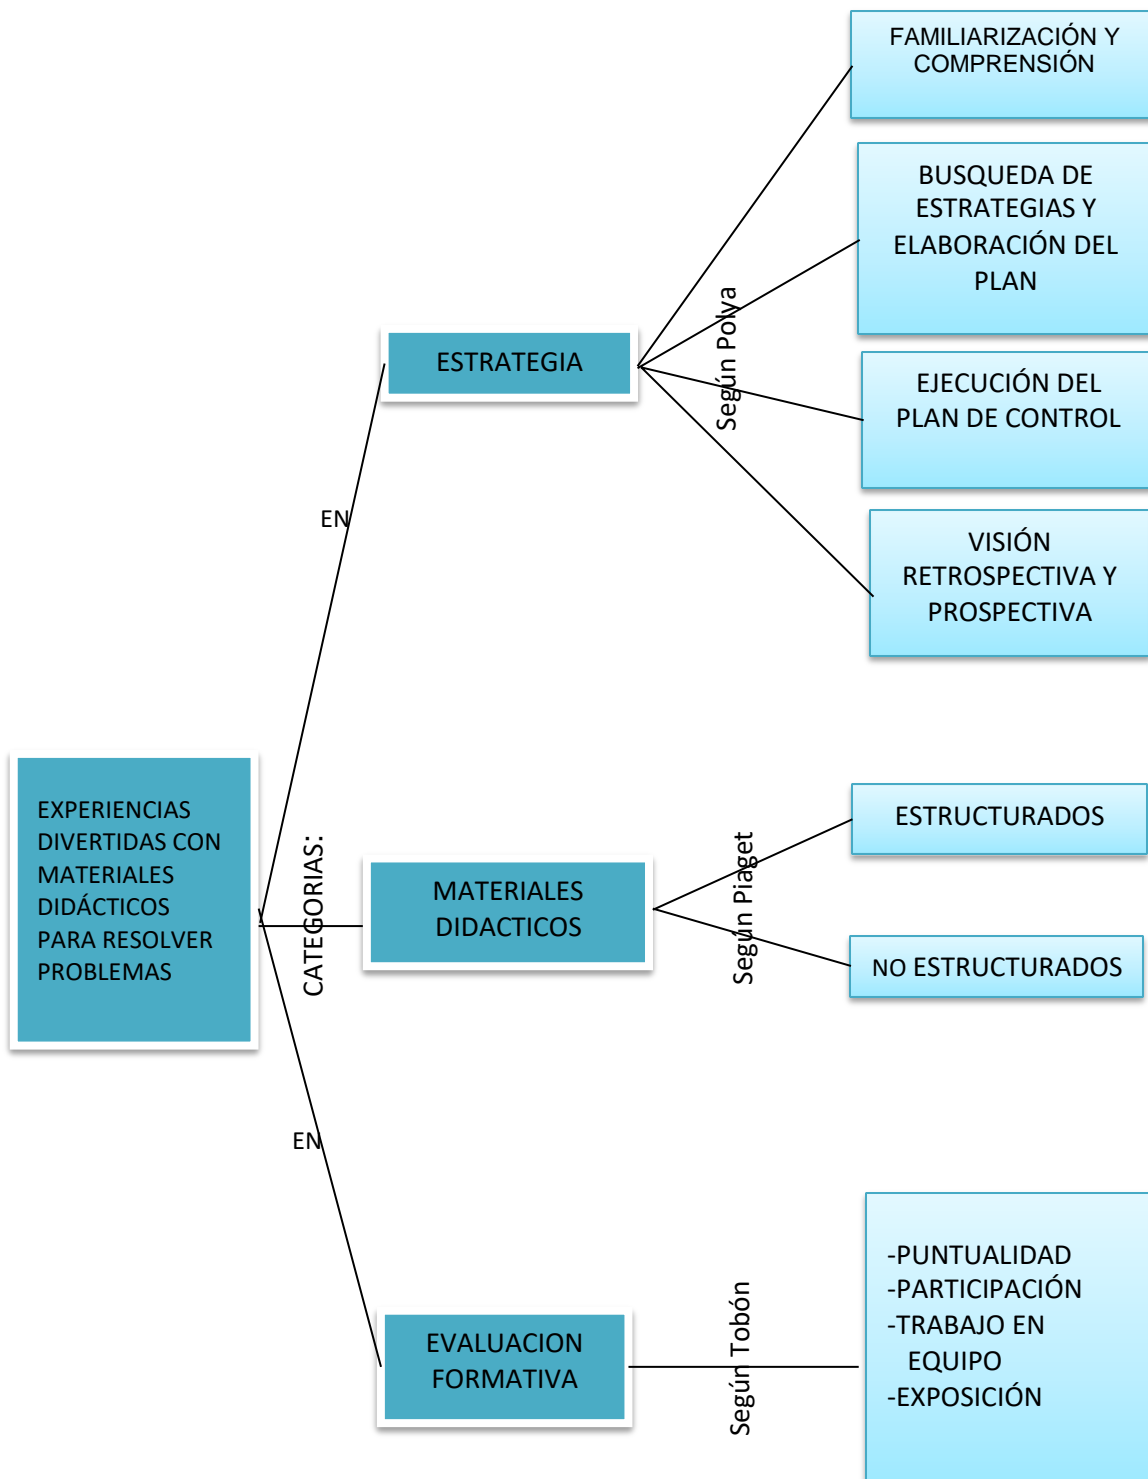 FAMILIARIZACIÓN Y
COMPRENSIÓN
BUSQUEDA DE
ESTRATEGIAS Y
ELABORACIÓN DEL
PLAN
Según Polya
ESTRATEGIA
EJECUCIÓN DEL
PLAN DE CONTROL
EN
VISIÓN
RETROSPECTIVA Y
PROSPECTIVA
EXPERIENCIAS
DIVERTIDAS CON
MATERIALES
DIDÁCTICOS
PARA RESOLVER
PROBLEMAS
CATEGORIAS:
MATERIALES
DIDACTICOS
Según Piaget
ESTRUCTURADOS
NO ESTRUCTURADOS
EN
EVALUACION
FORMATIVA
Según Tobón
-PUNTUALIDAD
-PARTICIPACIÓN
-TRABAJO EN
EQUIPO
-EXPOSICIÓN